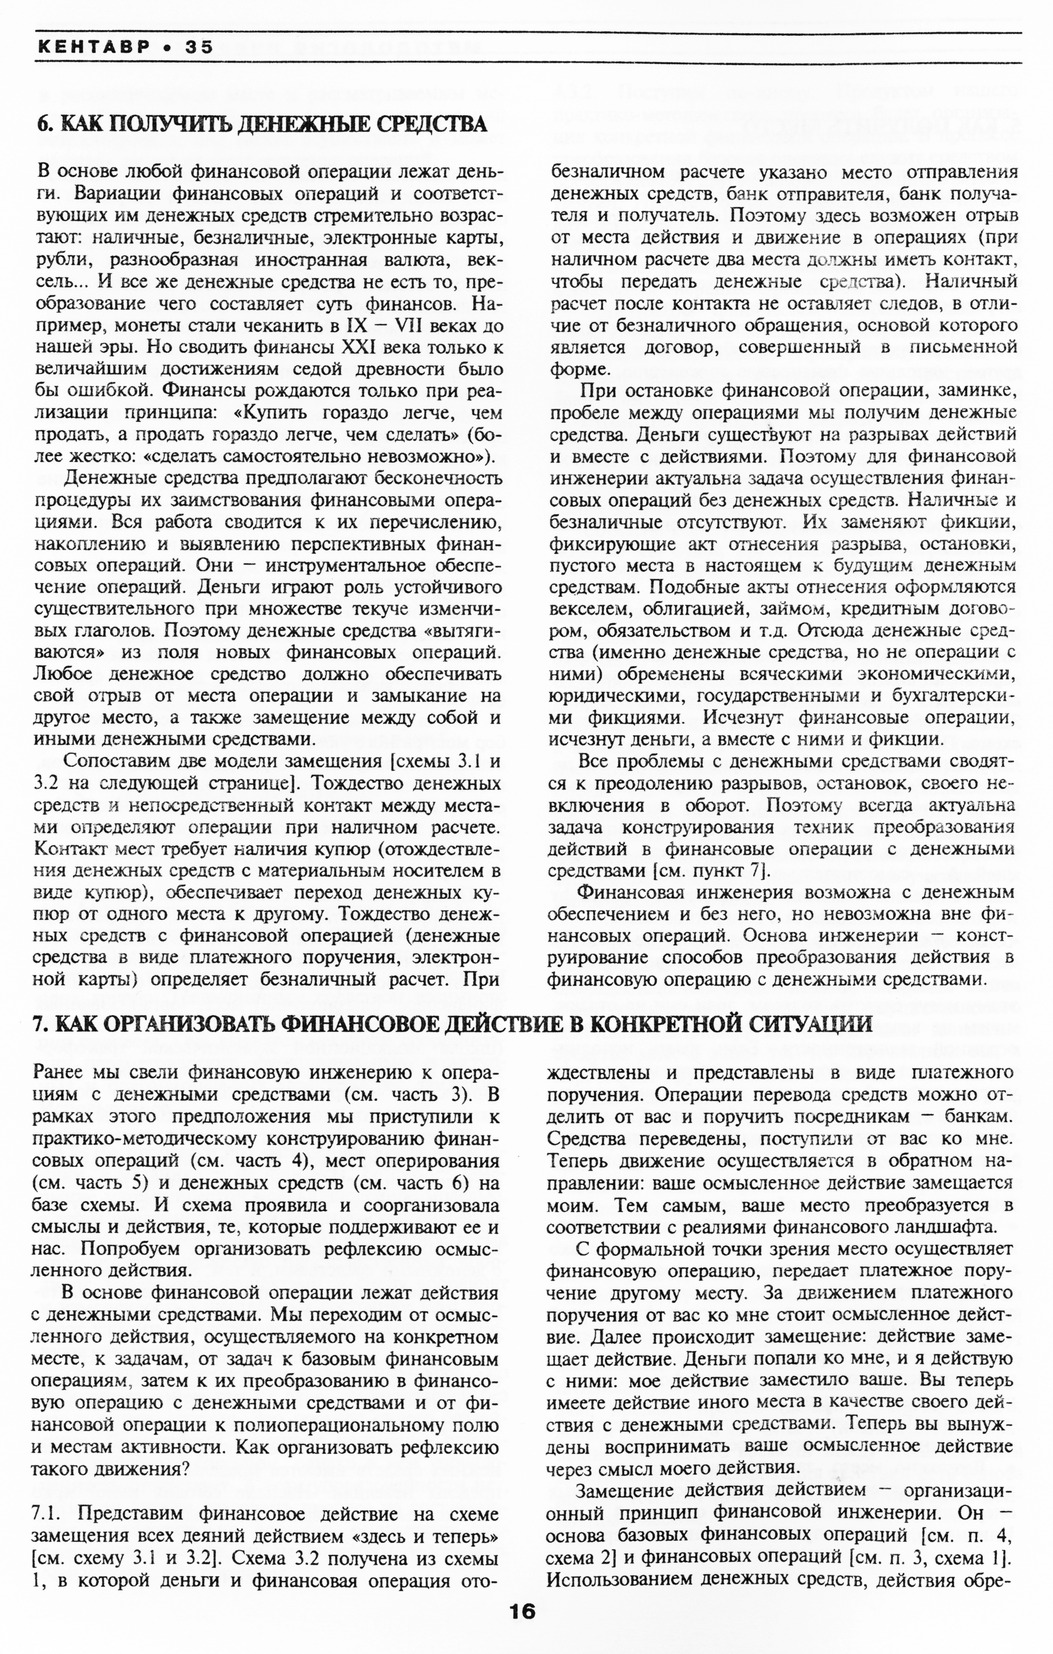 КЕНТАВР • 35
6. КАК ПОЛУЧИТЬ ДЕНЕЖНЫЕ СРЕДСТВА
В основе любой финансовой операции лежат день-
ги. Вариации финансовых операций и соответст-
вующих им денежных средств стремительно возрас-
тают: наличные, безналичные, электронные карты,
рубли, разнообразная иностранная валюта, век-
сель... И все же денежные средства не есть то, пре-
образование чего составляет суть финансов. На-
пример, монеты стали чеканить в IX — VII веках до
нашей эры. Но сводить финансы XXI века только к
величайшим достижениям седой древности было
бы ошибкой. Финансы рождаются только при реа-
лизации принципа: «Купить гораздо легче, чем
продать, а продать гораздо легче, чем сделать» (бо-
лее жестко: «сделать самостоятельно невозможно»).
Денежные средства предполагают бесконечность
процедуры их заимствования финансовыми опера-
циями. Вся работа сводится к их перечислению,
накоплению и выявлению перспективных финан-
совых операций. Они — инструментальное обеспе-
чение операций. Деньги играют роль устойчивого
существительного при множестве текуче изменчи-
вых глаголов. Поэтому денежные средства «вытяги-
ваются» из поля новых финансовых операций.
Любое денежное средство должно обеспечивать
свой отрыв от места операции и замыкание на
другое место, а также замещение между собой и
иными денежными средствами.
Сопоставим две модели замещения [схемы 3.1 и
3.2 на следующей странице]. Тождество денежных
средств и непосредственный контакт между места-
ми определяют операции при наличном расчете.
Контакт мест требует наличия купюр (отождествле-
ния денежных средств с материальным носителем в
виде купюр), обеспечивает переход денежных ку-
пюр от одного места к другому. Тождество денеж-
ных средств с финансовой операцией (денежные
средства в виде платежного поручения, электрон-
ной карты) определяет безналичный расчет. При
безналичном расчете указано место отправления
денежных средств, банк отправителя, банк получа-
теля и получатель. Поэтому здесь возможен отрыв
от места действия и движение в операциях (при
наличном расчете два места должны иметь контакт,
чтобы передать денежные средства). Наличный
расчет после контакта не оставляет следов, в отли-
чие от безналичного обращения, основой которого
является договор, совершенный в письменной
форме.
При остановке финансовой операции, заминке,
пробеле между операциями мы получим денежные
средства. Деньги существуют на разрывах действий
и вместе с действиями. Поэтому для финансовой
инженерии актуальна задача осуществления финан-
совых операций без денежных средств. Наличные и
безналичные отсутствуют. Их заменяют фикции,
фиксирующие акт отнесения разрыва, остановки,
пустого места в настоящем к будущим денежным
средствам. Подобные акты отнесения оформляются
векселем, облигацией, займом, кредитным догово-
ром, обязательством и т.д. Отсюда денежные сред-
ства (именно денежные средства, но не операции с
ними) обременены всяческими экономическими,
юридическими, государственными и бухгалтерски-
ми фикциями. Исчезнут финансовые операции,
исчезнут деньги, а вместе с ними и фикции.
Все проблемы с денежными средствами сводят-
ся к преодолению разрывов, остановок, своего не-
включения в оборот. Поэтому всегда актуальна
задача конструирования техник преобразования
действий в финансовые операции с денежными
средствами [см. пункт 7].
Финансовая инженерия возможна с денежным
обеспечением и без него, но невозможна вне фи-
нансовых операций. Основа инженерии — конст-
руирование способов преобразования действия в
финансовую операцию с денежными средствами.
7. КАК ОРГАНИЗОВАТЬ ФИНАНСОВОЕ ДЕЙСТВИЕ В КОНКРЕТНОЙ СИТУАЦИИ
Ранее мы свели финансовую инженерию к опера-
циям с денежными средствами (см. часть 3). В
рамках этого предположения мы приступили к
практико-методическому конструированию финан-
совых операций (см. часть 4), мест оперирования
(см. часть 5) и денежных средств (см. часть 6) на
базе схемы. И схема проявила и соорганизовала
смыслы и действия, те, которые поддерживают ее и
нас. Попробуем организовать рефлексию осмыс-
ленного действия.
В основе финансовой операции лежат действия
с денежными средствами. Мы переходим от осмыс-
ленного действия, осуществляемого на конкретном
месте, к задачам, от задач к базовым финансовым
операциям, затем к их преобразованию в финансо-
вую операцию с денежными средствами и от фи-
нансовой операции к полиоперациональному полю
и местам активности. Как организовать рефлексию
такого движения?
7.1. Представим финансовое действие на схеме
замещения всех деяний действием «здесь и теперь»
[см. схему 3.1 и 3.2]. Схема 3.2 получена из схемы
1, в которой деньги и финансовая операция ото-
ждествлены и представлены в виде платежного
поручения. Операции перевода средств можно от-
делить от вас и поручить посредникам — банкам.
Средства переведены, поступили от вас ко мне.
Теперь движение осуществляется в обратном на-
правлении: ваше осмысленное действие замещается
моим. Тем самым, ваше место преобразуется в
соответствии с реалиями финансового ландшафта.
С формальной точки зрения место осуществляет
финансовую операцию, передает платежное пору-
чение другому месту. За движением платежного
поручения от вас ко мне стоит осмысленное дейст-
вие. Далее происходит замещение: действие заме-
щает действие. Деньги попали ко мне, и я действую
с ними: мое действие заместило ваше. Вы теперь
имеете действие иного места в качестве своего дей-
ствия с денежными средствами. Теперь вы вынуж-
дены воспринимать ваше осмысленное действие
через смысл моего действия.
Замещение действия действием — организаци-
онный принцип финансовой инженерии. Он —
основа базовых финансовых операций [см. п. 4,
схема 2] и финансовых операций [см. п. 3, схема 1].
Использованием денежных средств, действия обре-
16